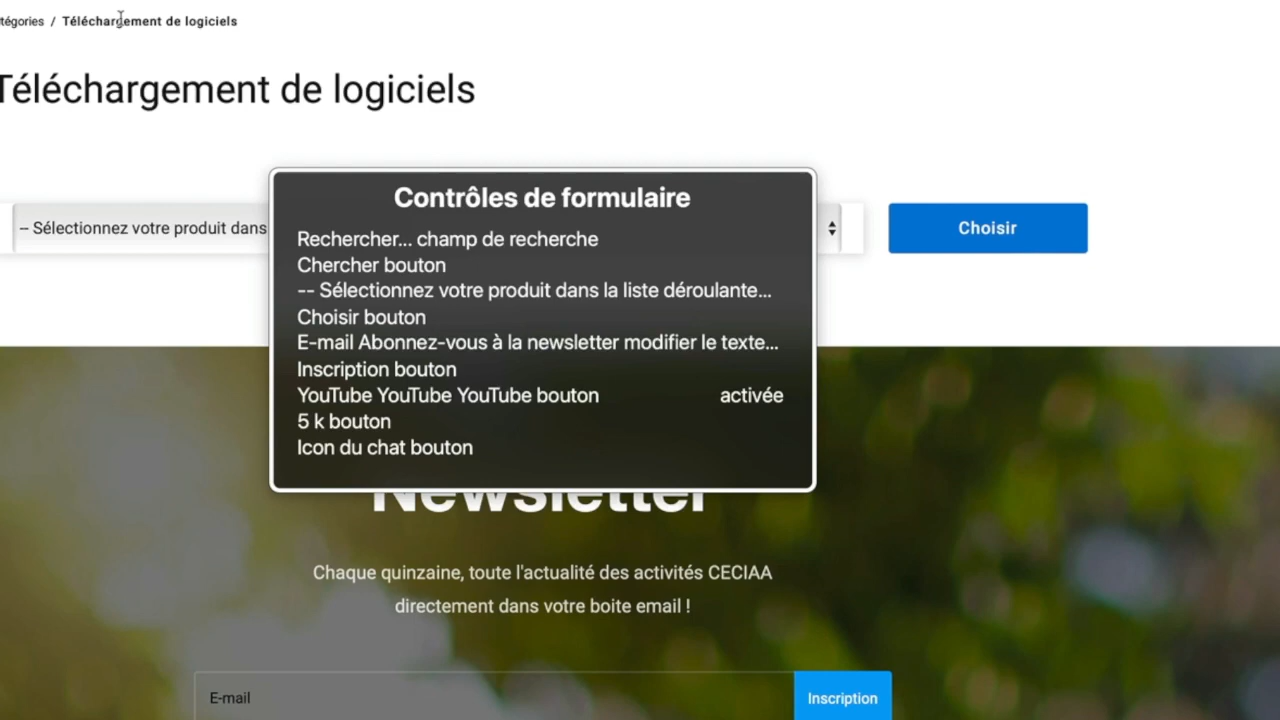 tégories / Téléchargement de logiciels
Téléchargement de logiciels
-- Sélectionnez votre produit dans
Choisir
Contrôles de formulaire
Rechercher... champ de recherche
Chercher bouton
-- Sélectionnez votre produit dans la liste déroulante...
Choisir bouton
E-mail Abonnez-vous à la newsletter modifier le texte...
Inscription bouton
YouTube YouTube YouTube bouton activée
5 k bouton
Icon du chat bouton
Newsletter
Chaque quinzaine, toute l'actualité des activités CECIAA
directement dans votre boite email !
E-mail
Inscription